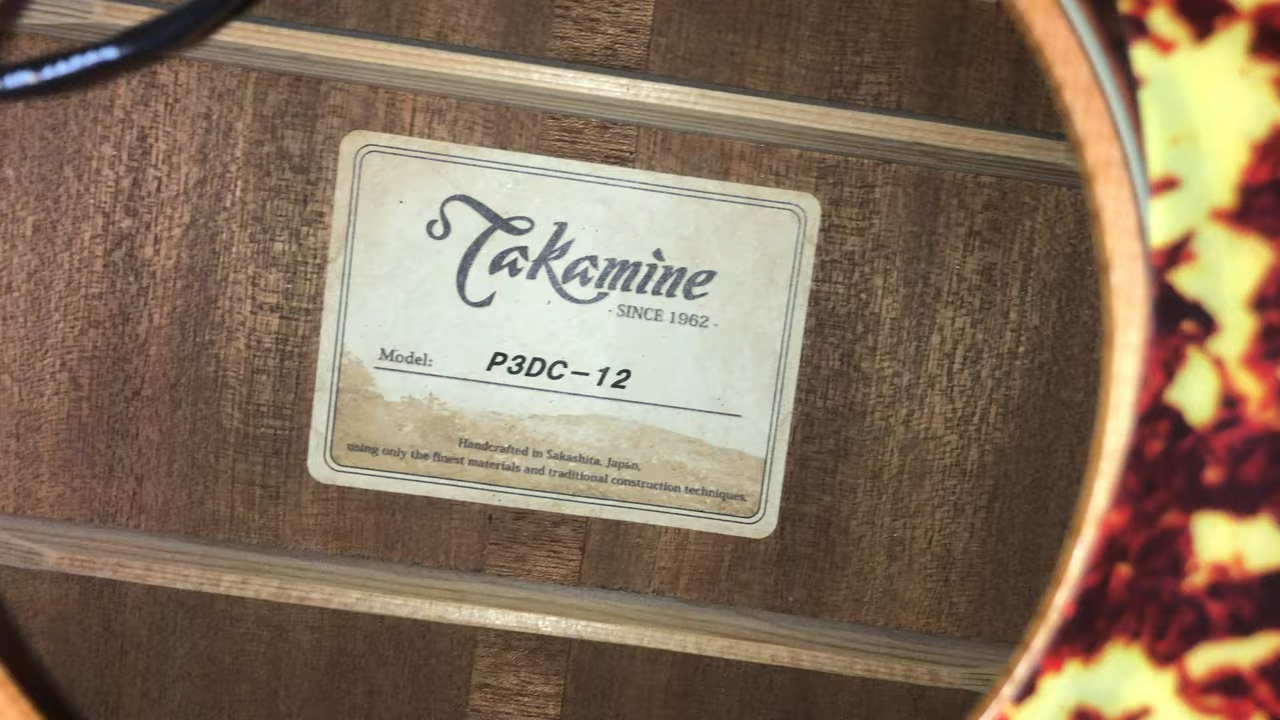 Takamine
- SINCE 1962 -
Model: P3DC-12
Handcrafted in Sakashita, Japan,
using only the finest materials and traditional construction techniques.